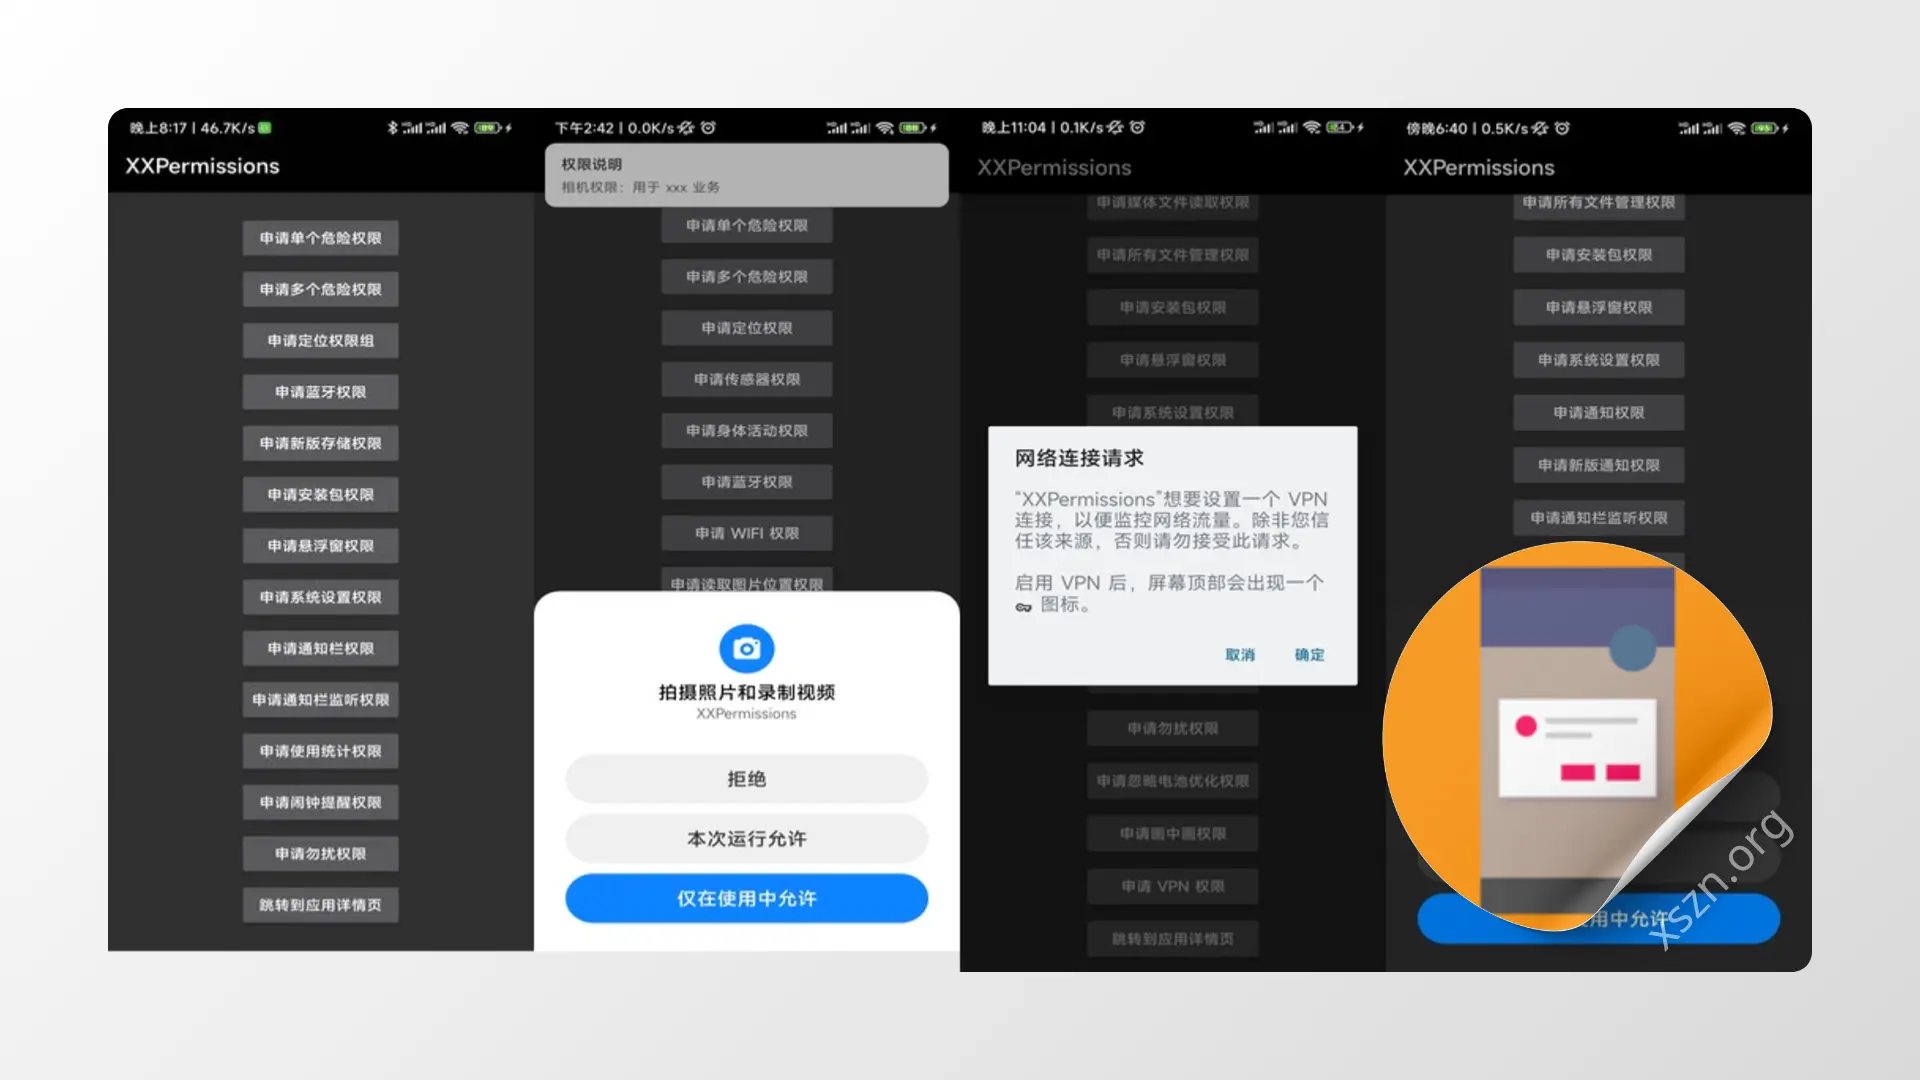 晚上8:17 | 46.7K/s
XXPermissions
申请单个危险权限
申请多个危险权限
申请定位权限组
申请蓝牙权限
申请新版存储权限
申请安装包权限
申请悬浮窗权限
申请系统设置权限
申请通知栏权限
申请通知栏监听权限
申请使用统计权限
申请闹钟提醒权限
申请勿扰权限
跳转到应用详情页
下午2:42 | 0.0K/s
权限说明
相机权限：用于 xxx 业务
申请单个危险权限
申请多个危险权限
申请定位权限
申请传感器权限
申请身体活动权限
申请蓝牙权限
申请 WIFI 权限
申请读取图片位置权限
拍摄照片和录制视频
XXPermissions
拒绝
本次运行允许
仅在使用中允许
晚上11:04 | 0.1K/s
XXPermissions
申请媒体文件读取权限
申请所有文件管理权限
申请安装包权限
申请悬浮窗权限
申请系统设置权限
网络连接请求
“XXPermissions”想要设置一个 VPN
连接，以便监控网络流量。除非您信
任该来源，否则请勿接受此请求。
启用 VPN 后，屏幕顶部会出现一个
图标。
取消 确定
申请勿扰权限
申请忽略电池优化权限
申请画中画权限
申请 VPN 权限
跳转到应用详情页
傍晚6:40 | 0.5K/s
XXPermissions
申请所有文件管理权限
申请安装包权限
申请悬浮窗权限
申请系统设置权限
申请通知权限
申请新版通知权限
申请通知栏监听权限
用中允许
xszn.org